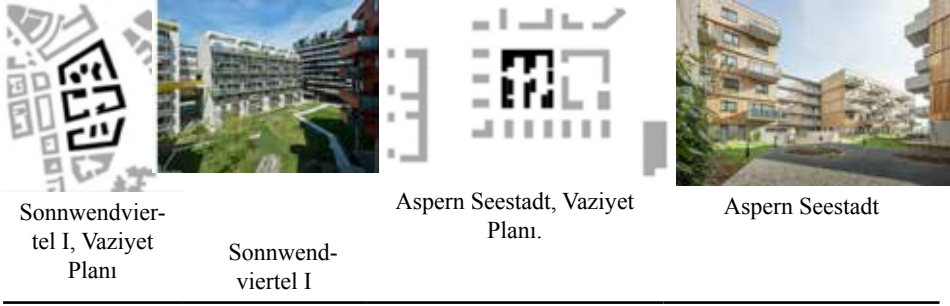 Sonnwendvier-
tel I, Vaziyet
Planı
Sonnwend-
viertel I
Aspern Seestadt, Vaziyet
Planı.
Aspern Seestadt